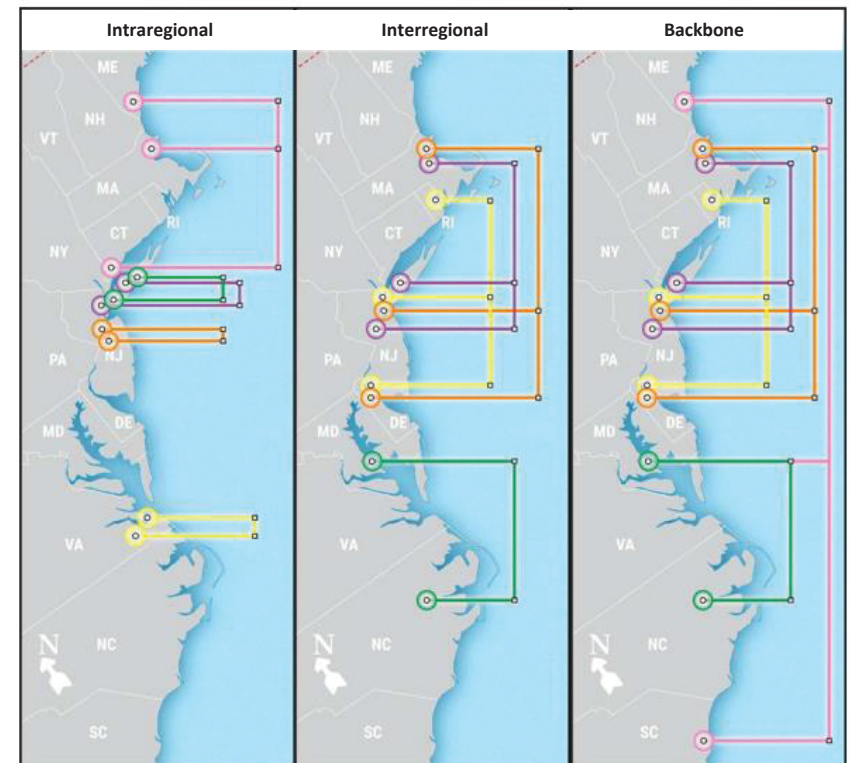 Intraregional
ME
NH
VT
MA
RI
CT
NY
NJ
PA
DE
MD
VA
N
NC
SC
Interregional
ME
NH
VT
MA
RI
CT
NY
NJ
PA
DE
MD
VA
N
NC
SC
Backbone
ME
NH
VT
MA
RI
CT
NY
NJ
PA
DE
MD
VA
N
NC
SC